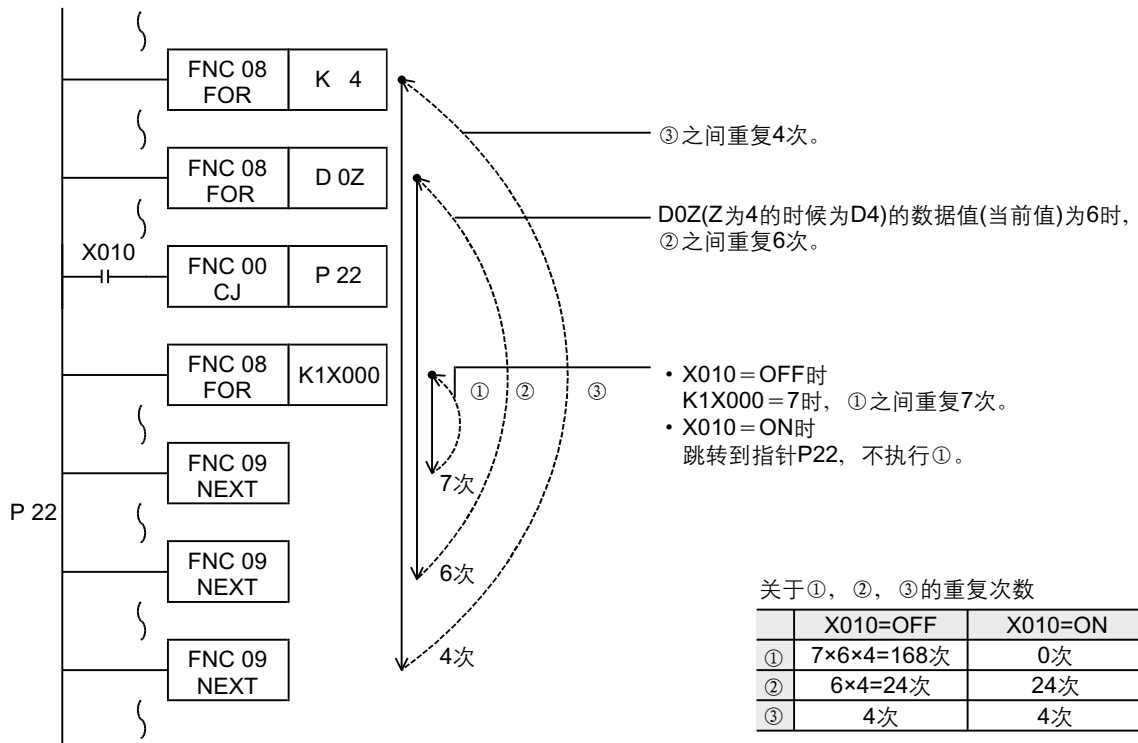 FNC 08
FOR
K 4
③之间重复4次。
FNC 08
FOR
D 0Z
D0Z(Z为4的时候为D4)的数据值(当前值)为6时，
②之间重复6次。
X010
FNC 00
CJ
P 22
FNC 08
FOR
K1X000
① ② ③
・X010＝OFF时
K1X000＝7时，①之间重复7次。
・X010＝ON时
跳转到指针P22，不执行①。
FNC 09
NEXT
7次
P 22
FNC 09
NEXT
6次
FNC 09
NEXT
4次
关于①，②，③的重复次数
X010=OFF X010=ON
① 7×6×4=168次 0次
② 6×4=24次 24次
③ 4次 4次